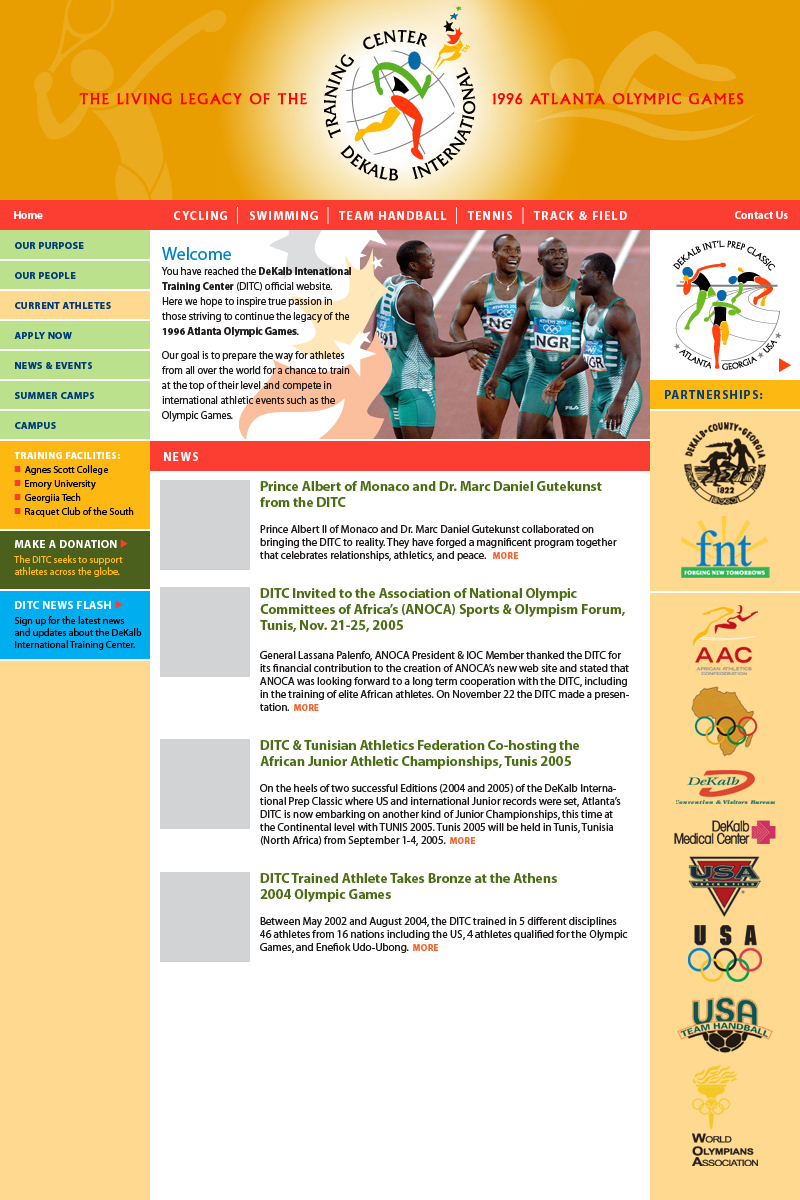 THE LIVING LEGACY OF THE
TRAINING CENTER
DEKALB INTERNATIONAL
1996 ATLANTA OLYMPIC GAMES
Home
CYCLING
SWIMMING
TEAM HANDBALL
TENNIS
TRACK & FIELD
Contact Us
OUR PURPOSE
OUR PEOPLE
CURRENT ATHLETES
APPLY NOW
NEWS & EVENTS
SUMMER CAMPS
CAMPUS
TRAINING FACILITIES:
Agnes Scott College
Emory University
Georgiia Tech
Racquet Club of the South
MAKE A DONATION
The DITC seeks to support
athletes across the globe.
DITC NEWS FLASH
Sign up for the latest news
and updates about the DeKalb
International Training Center.
Welcome
You have reached the DeKalb Intenational
Training Center (DITC) official website.
Here we hope to inspire true passion in
those striving to continue the legacy of the
1996 Atlanta Olympic Games.
Our goal is to prepare the way for athletes
from all over the world for a chance to train
at the top of their level and compete in
international athletic events such as the
Olympic Games.
NGR
NGR
NGR
FILA
NEWS
Prince Albert of Monaco and Dr. Marc Daniel Gutekunst
from the DITC
Prince Albert II of Monaco and Dr. Marc Daniel Gutekunst collaborated on
bringing the DITC to reality. They have forged a magnificent program together
that celebrates relationships, athletics, and peace. MORE
DITC Invited to the Association of National Olympic
Committees of Africa's (ANOCA) Sports & Olympism Forum,
Tunis, Nov. 21-25, 2005
General Lassana Palenfo, ANOCA President & IOC Member thanked the DITC for
its financial contribution to the creation of ANOCA's new web site and stated that
ANOCA was looking forward to a long term cooperation with the DITC, including
in the training of elite African athletes. On November 22 the DITC made a presen-
tation. MORE
DITC & Tunisian Athletics Federation Co-hosting the
African Junior Athletic Championships, Tunis 2005
On the heels of two successful Editions (2004 and 2005) of the DeKalb Interna-
tional Prep Classic where US and international Junior records were set, Atlanta's
DITC is now embarking on another kind of Junior Championships, this time at
the Continental level with TUNIS 2005. Tunis 2005 will be held in Tunis, Tunisia
(North Africa) from September 1-4, 2005. MORE
DITC Trained Athlete Takes Bronze at the Athens
2004 Olympic Games
Between May 2002 and August 2004, the DITC trained in 5 different disciplines
46 athletes from 16 nations including the US, 4 athletes qualified for the Olympic
Games, and Enefiok Udo-Ubong. MORE
DEKALB INT'L PREP CLASSIC
ATLANTA GEORGIA USA
PARTNERSHIPS:
DEKALB·COUNTY·GEORGIA
1822
fnt
FORGING NEW TOMORROWS
AAC
AFRICAN ATHLETICS
CONFEDERATION
DeKalb
Convention & Visitors Bureau
DeKalb
Medical Center
USA
TRACK & FIELD
USA
USA
TEAM HANDBALL
WORLD
OLYMPIANS
ASSOCIATION